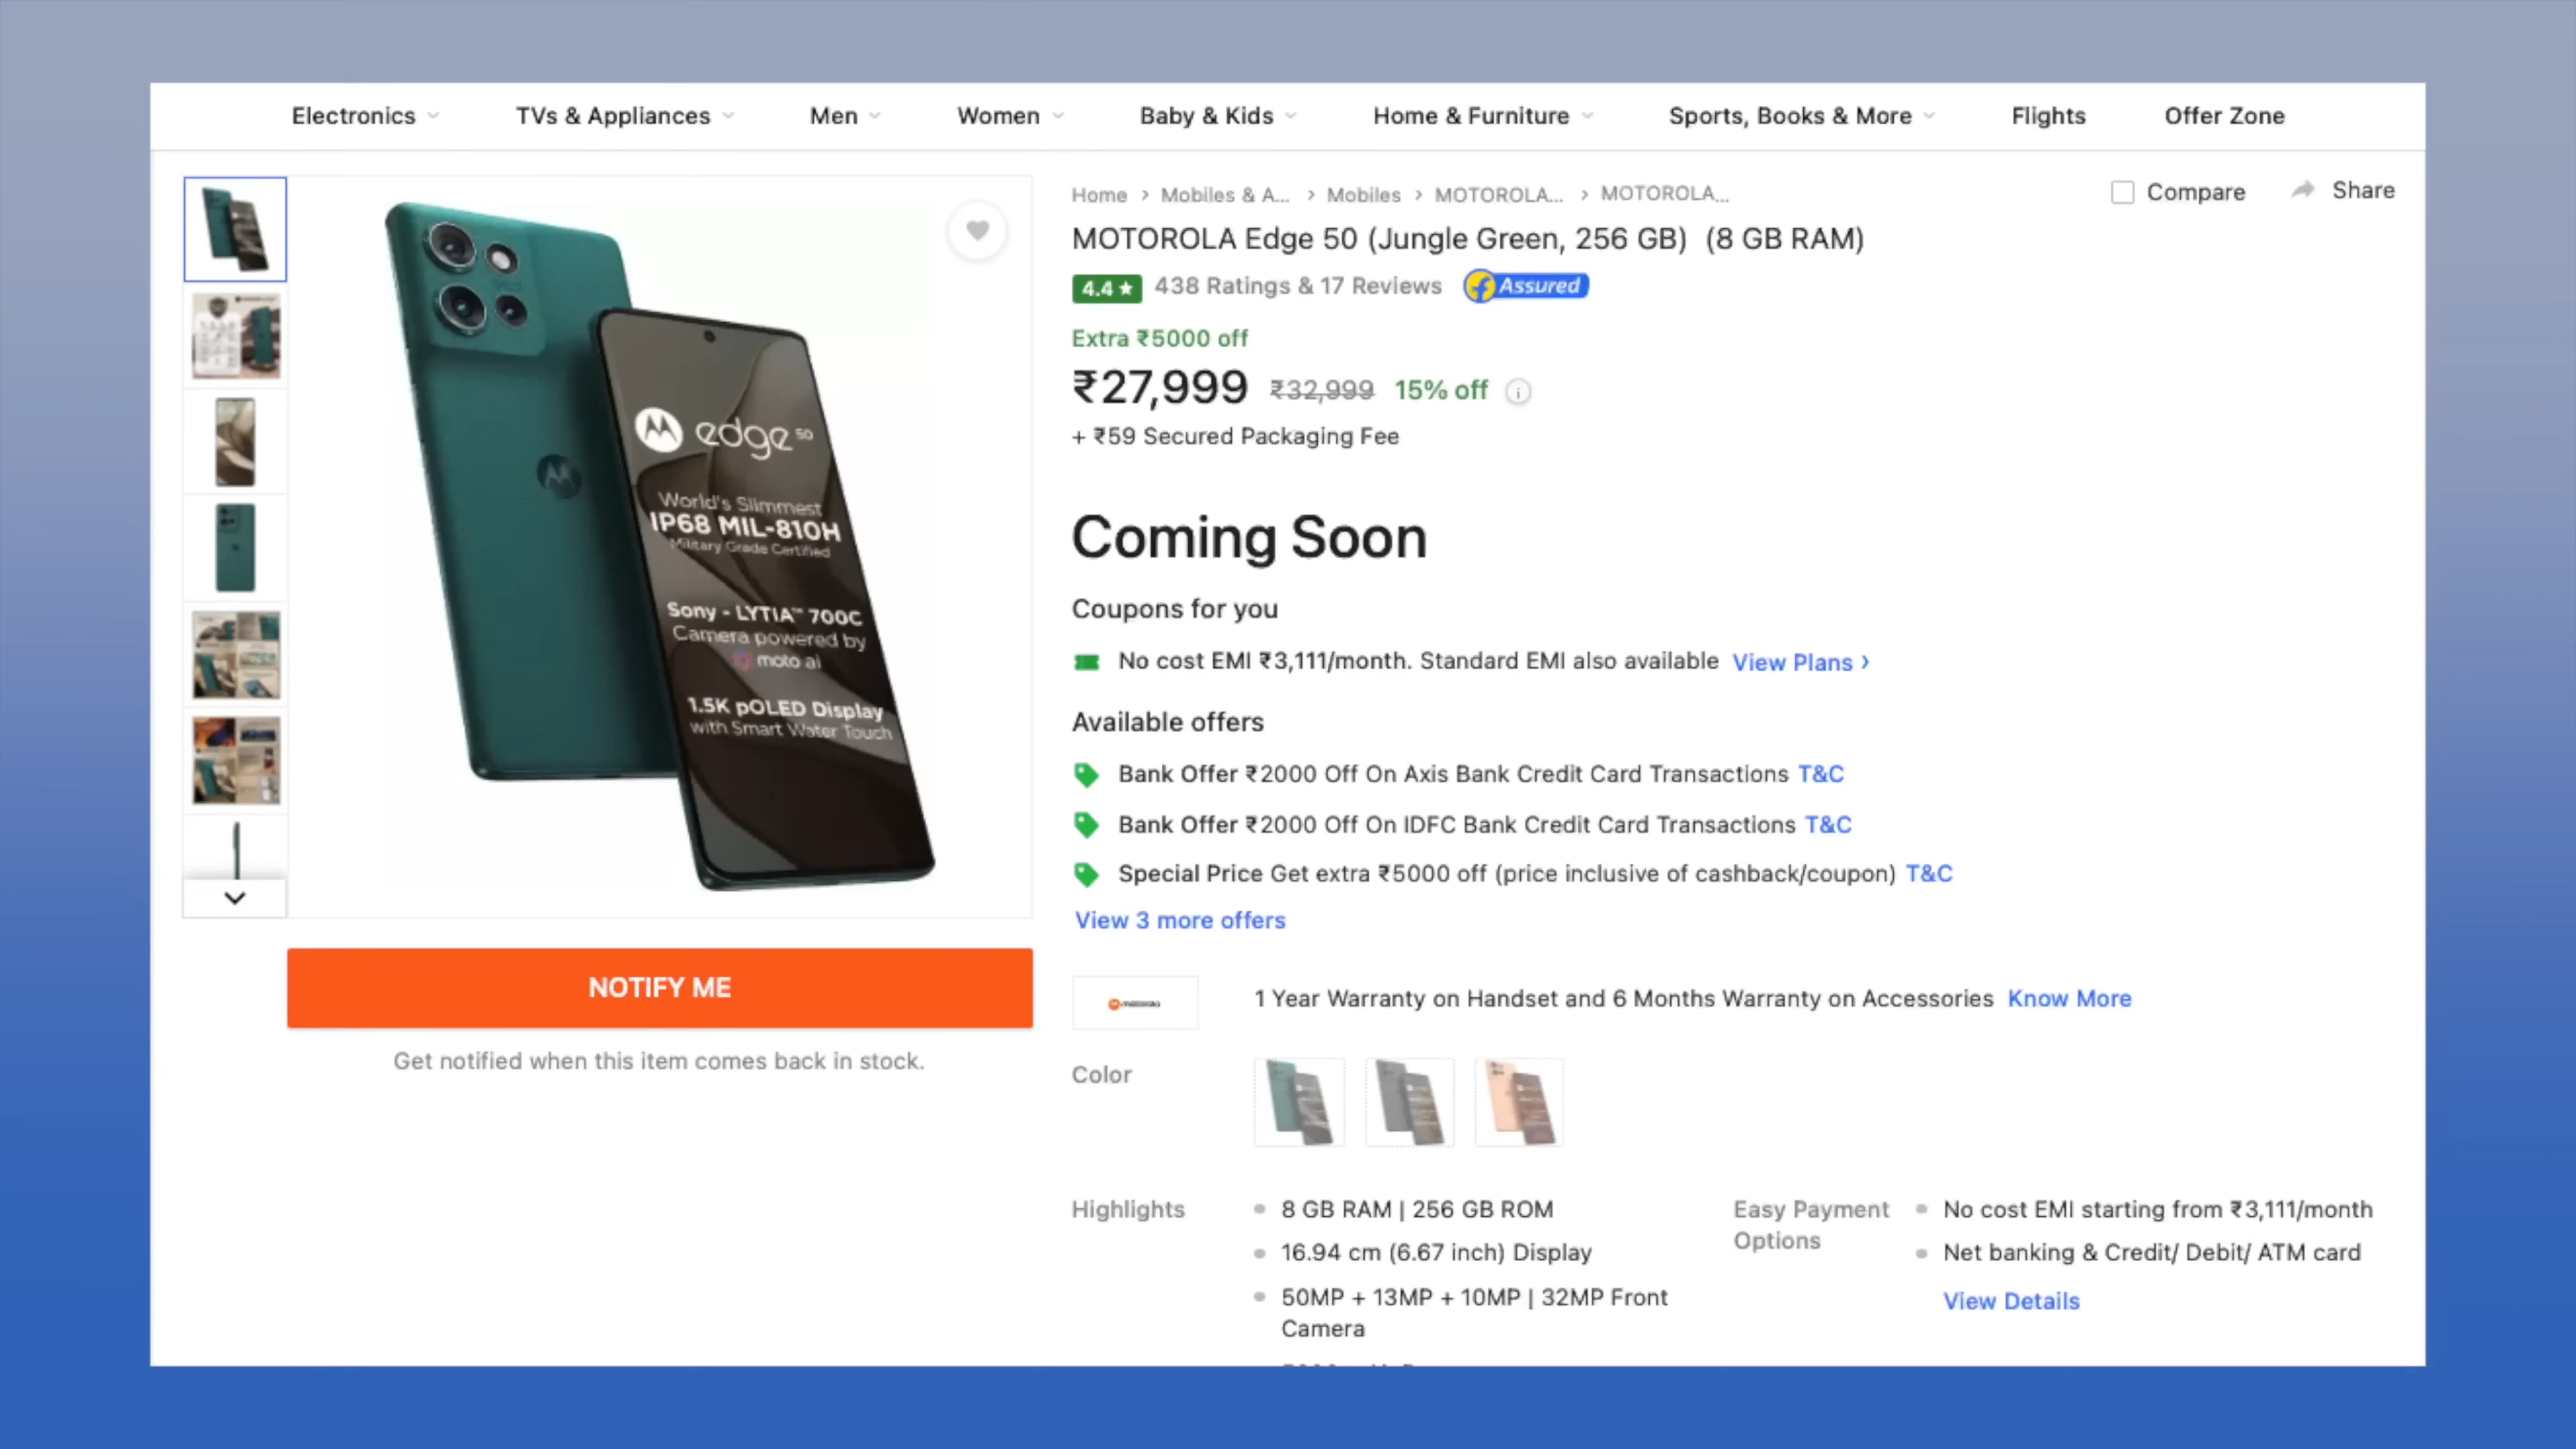 Electronics TVs & Appliances Men Women Baby & Kids Home & Furniture Sports, Books & More Flights Offer Zone
Home > Mobiles & A... > Mobiles > MOTOROLA... > MOTOROLA...
Compare Share
MOTOROLA Edge 50 (Jungle Green, 256 GB) (8 GB RAM)
4.4★ 438 Ratings & 17 Reviews Assured
Extra ₹5000 off
₹27,999 ₹32,999 15% off
+ ₹59 Secured Packaging Fee
edge 50
World's Slimmest
IP68 MIL-810H
Military Grade Certified
Sony - LYTIA™ 700C
Camera powered by
moto ai
1.5K pOLED Display
with Smart Water Touch
Coming Soon
Coupons for you
No cost EMI ₹3,111/month. Standard EMI also available View Plans ›
Available offers
Bank Offer ₹2000 Off On Axis Bank Credit Card Transactions T&C
Bank Offer ₹2000 Off On IDFC Bank Credit Card Transactions T&C
Special Price Get extra ₹5000 off (price inclusive of cashback/coupon) T&C
View 3 more offers
NOTIFY ME
Get notified when this item comes back in stock.
motorola
1 Year Warranty on Handset and 6 Months Warranty on Accessories Know More
Color
Highlights
8 GB RAM | 256 GB ROM
16.94 cm (6.67 inch) Display
50MP + 13MP + 10MP | 32MP Front
Camera
Easy Payment
Options
No cost EMI starting from ₹3,111/month
Net banking & Credit/ Debit/ ATM card
View Details